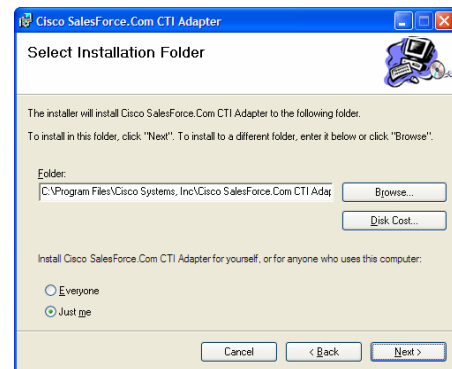 Cisco SalesForce.Com CTI Adapter
Select Installation Folder
The installer will install Cisco SalesForce.Com CTI Adapter to the following folder.
To install in this folder, click "Next". To install to a different folder, enter it below or click "Browse".
Folder:
C:\Program Files\Cisco Systems, Inc\Cisco SalesForce.Com CTI Adap
Browse...
Disk Cost...
Install Cisco SalesForce.Com CTI Adapter for yourself, or for anyone who uses this computer:
Everyone
Just me
Cancel < Back Next >